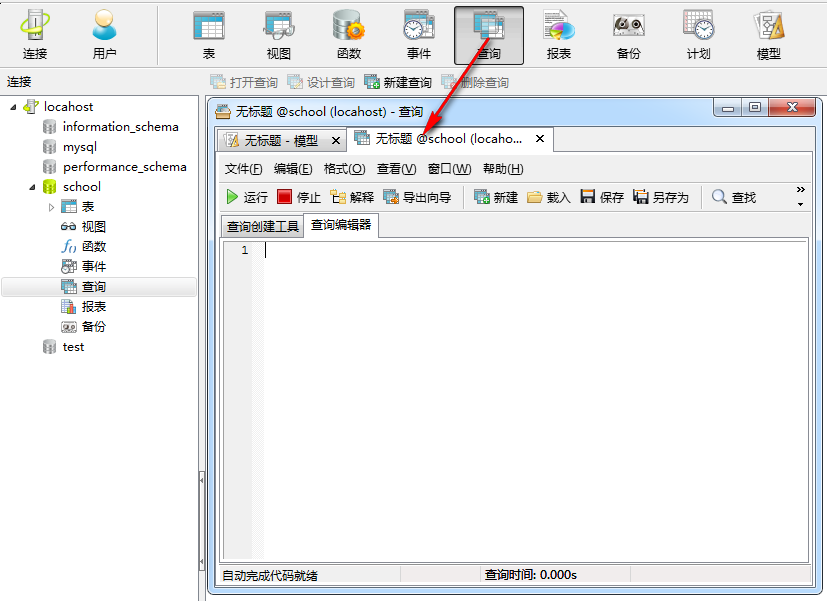 连接 用户 表 视图 函数 事件 查询 报表 备份 计划 模型
连接 打开查询 设计查询 新建查询 删除查询
locahost
information_schema
mysql
performance_schema
school
表
视图
函数
事件
查询
报表
备份
test
无标题 @school (locahost) - 查询
无标题 - 模型 无标题 @school (locaho...
文件(F) 编辑(E) 格式(O) 查看(V) 窗口(W) 帮助(H)
运行 停止 解释 导出向导 新建 载入 保存 另存为 查找
查询创建工具 查询编辑器
1
自动完成代码就绪 查询时间: 0.000s